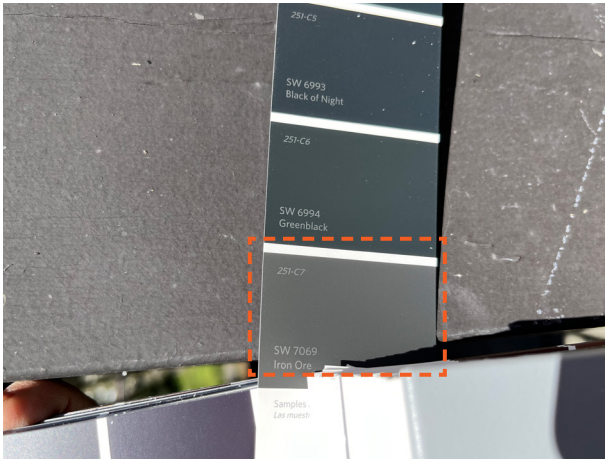 251-C5
SW 6993
Black of Night
251-C6
SW 6994
Greenblack
251-C7
SW 7069
Iron Ore
Samples
Las muest